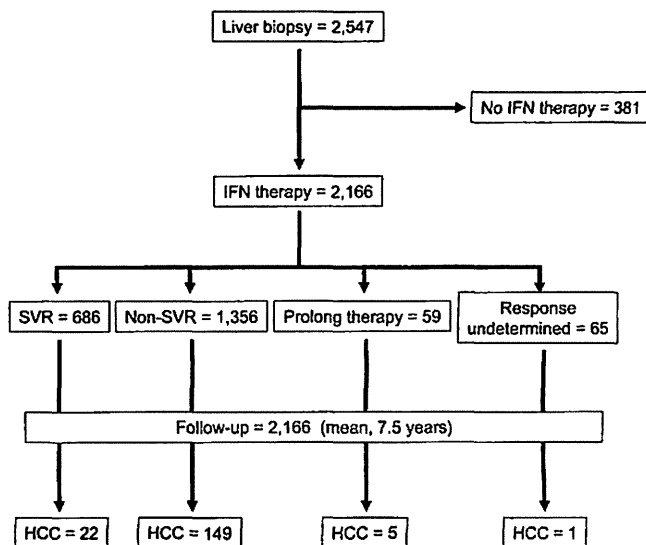 Liver biopsy = 2,547
No IFN therapy = 381
IFN therapy = 2,166
SVR = 686
Non-SVR = 1,356
Prolong therapy = 59
Response
undetermined = 65
Follow-up = 2,166 (mean, 7.5 years)
HCC = 22
HCC = 149
HCC = 5
HCC = 1